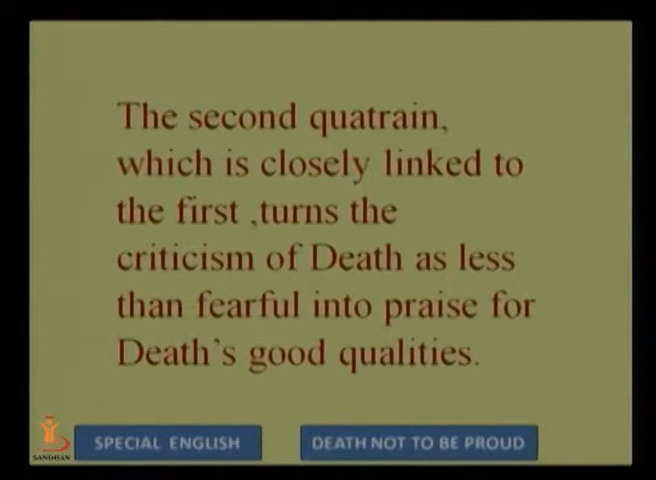 The second quatrain,
which is closely linked to
the first ,turns the
criticism of Death as less
than fearful into praise for
Death's good qualities.
SANDHAN
SPECIAL ENGLISH
DEATH NOT TO BE PROUD